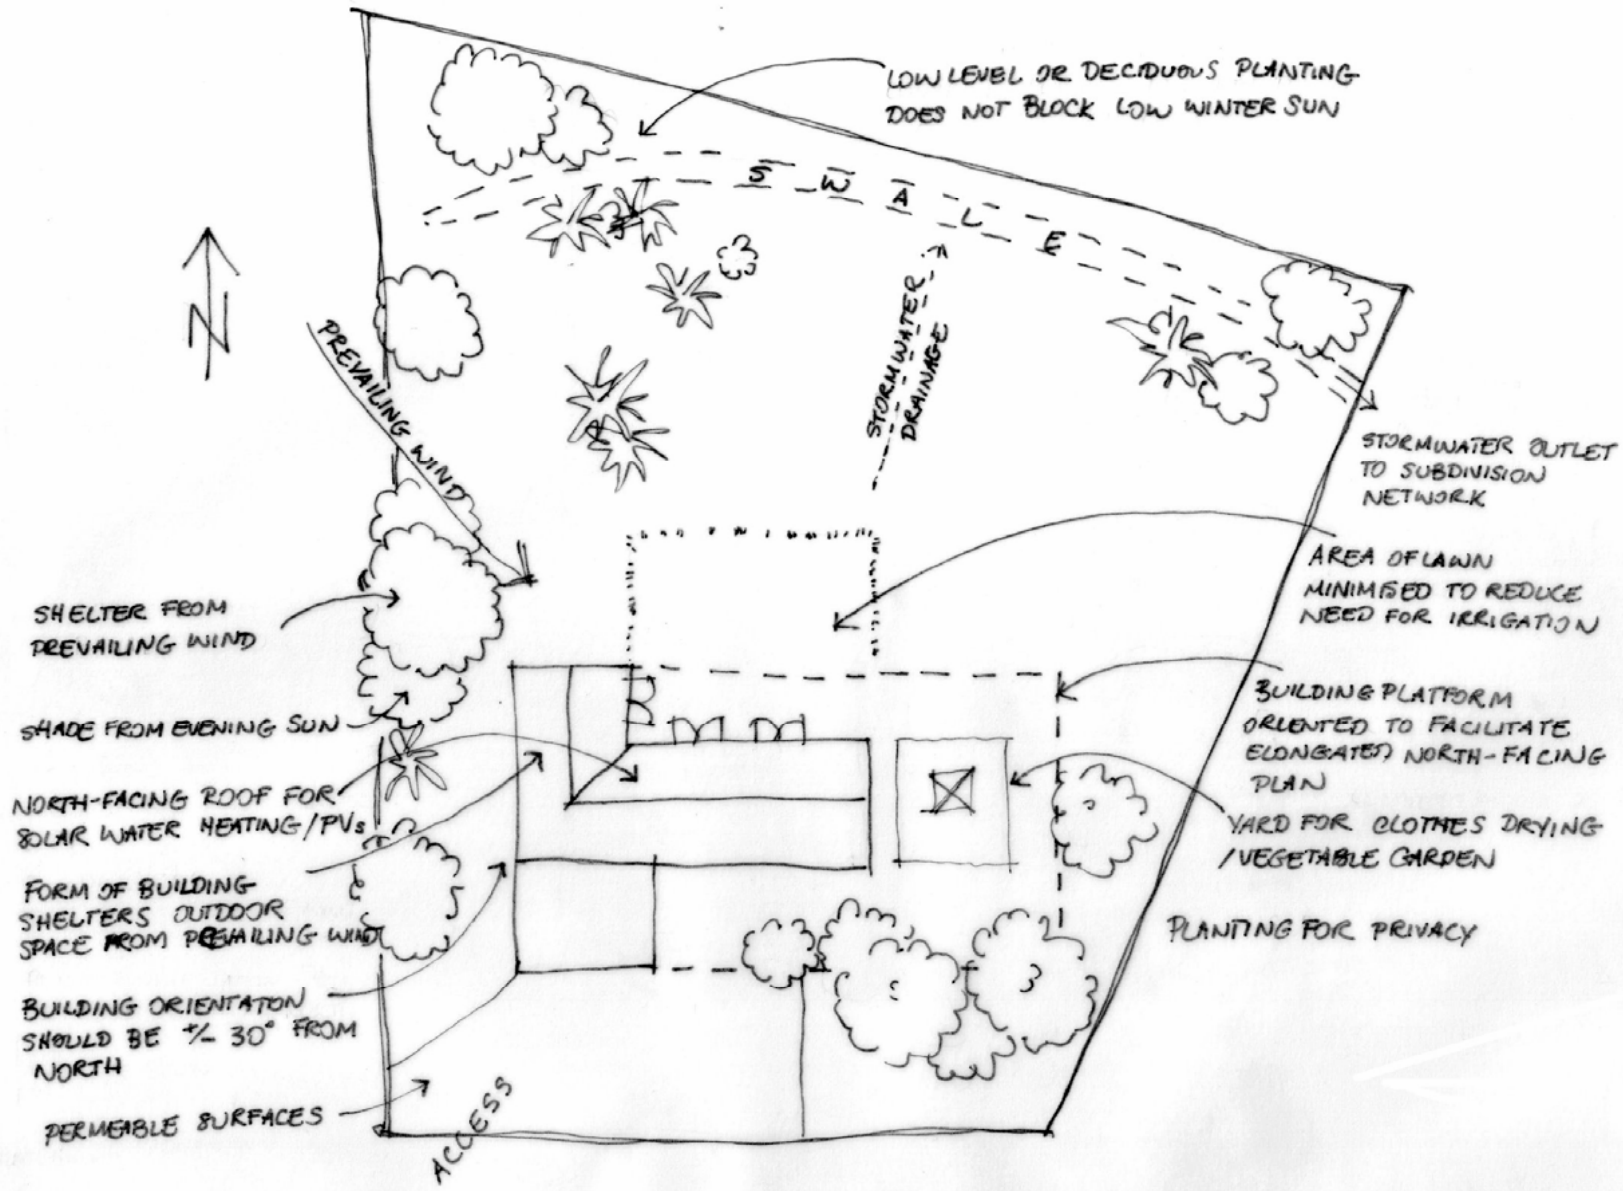 LOW LEVEL OR DECIDUOUS PLANTING
DOES NOT BLOCK LOW WINTER SUN
SWALE
N
PREVAILING WIND
STORMWATER
DRAINAGE
STORMWATER OUTLET
TO SUBDIVISION
NETWORK
AREA OF LAWN
MINIMISED TO REDUCE
NEED FOR IRRIGATION
SHELTER FROM
PREVAILING WIND
BUILDING PLATFORM
ORIENTED TO FACILITATE
ELONGATED NORTH-FACING
PLAN
SHADE FROM EVENING SUN
NORTH-FACING ROOF FOR
SOLAR WATER HEATING/PVs
YARD FOR CLOTHES DRYING
/VEGETABLE GARDEN
FORM OF BUILDING
SHELTERS OUTDOOR
SPACE FROM PREVAILING WIND
PLANTING FOR PRIVACY
BUILDING ORIENTATON
SHOULD BE +/- 30° FROM
NORTH
PERMEABLE SURFACES
ACCESS